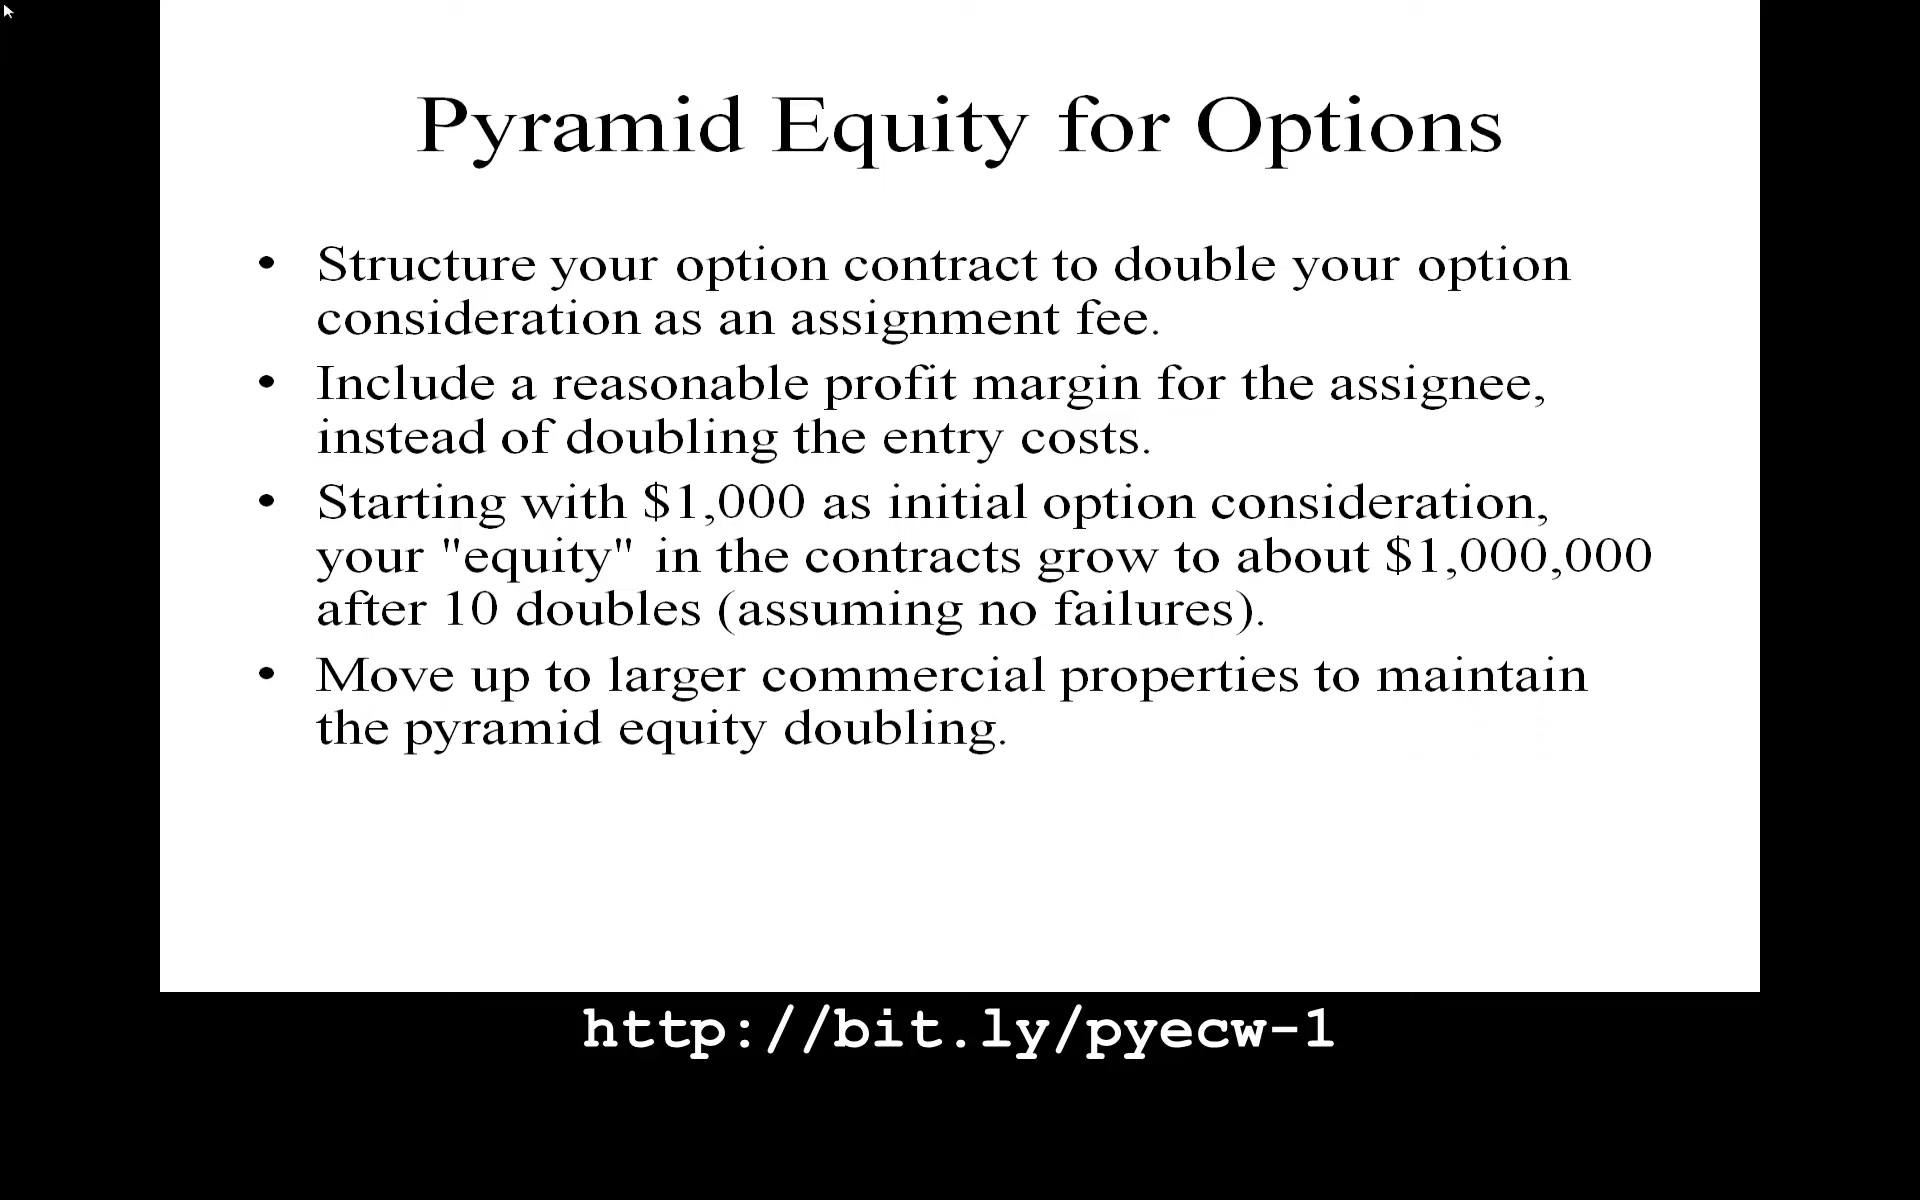 Pyramid Equity for Options
• Structure your option contract to double your option
consideration as an assignment fee.
• Include a reasonable profit margin for the assignee,
instead of doubling the entry costs.
• Starting with $1,000 as initial option consideration,
your "equity" in the contracts grow to about $1,000,000
after 10 doubles (assuming no failures).
• Move up to larger commercial properties to maintain
the pyramid equity doubling.
http://bit.ly/pyecw-1